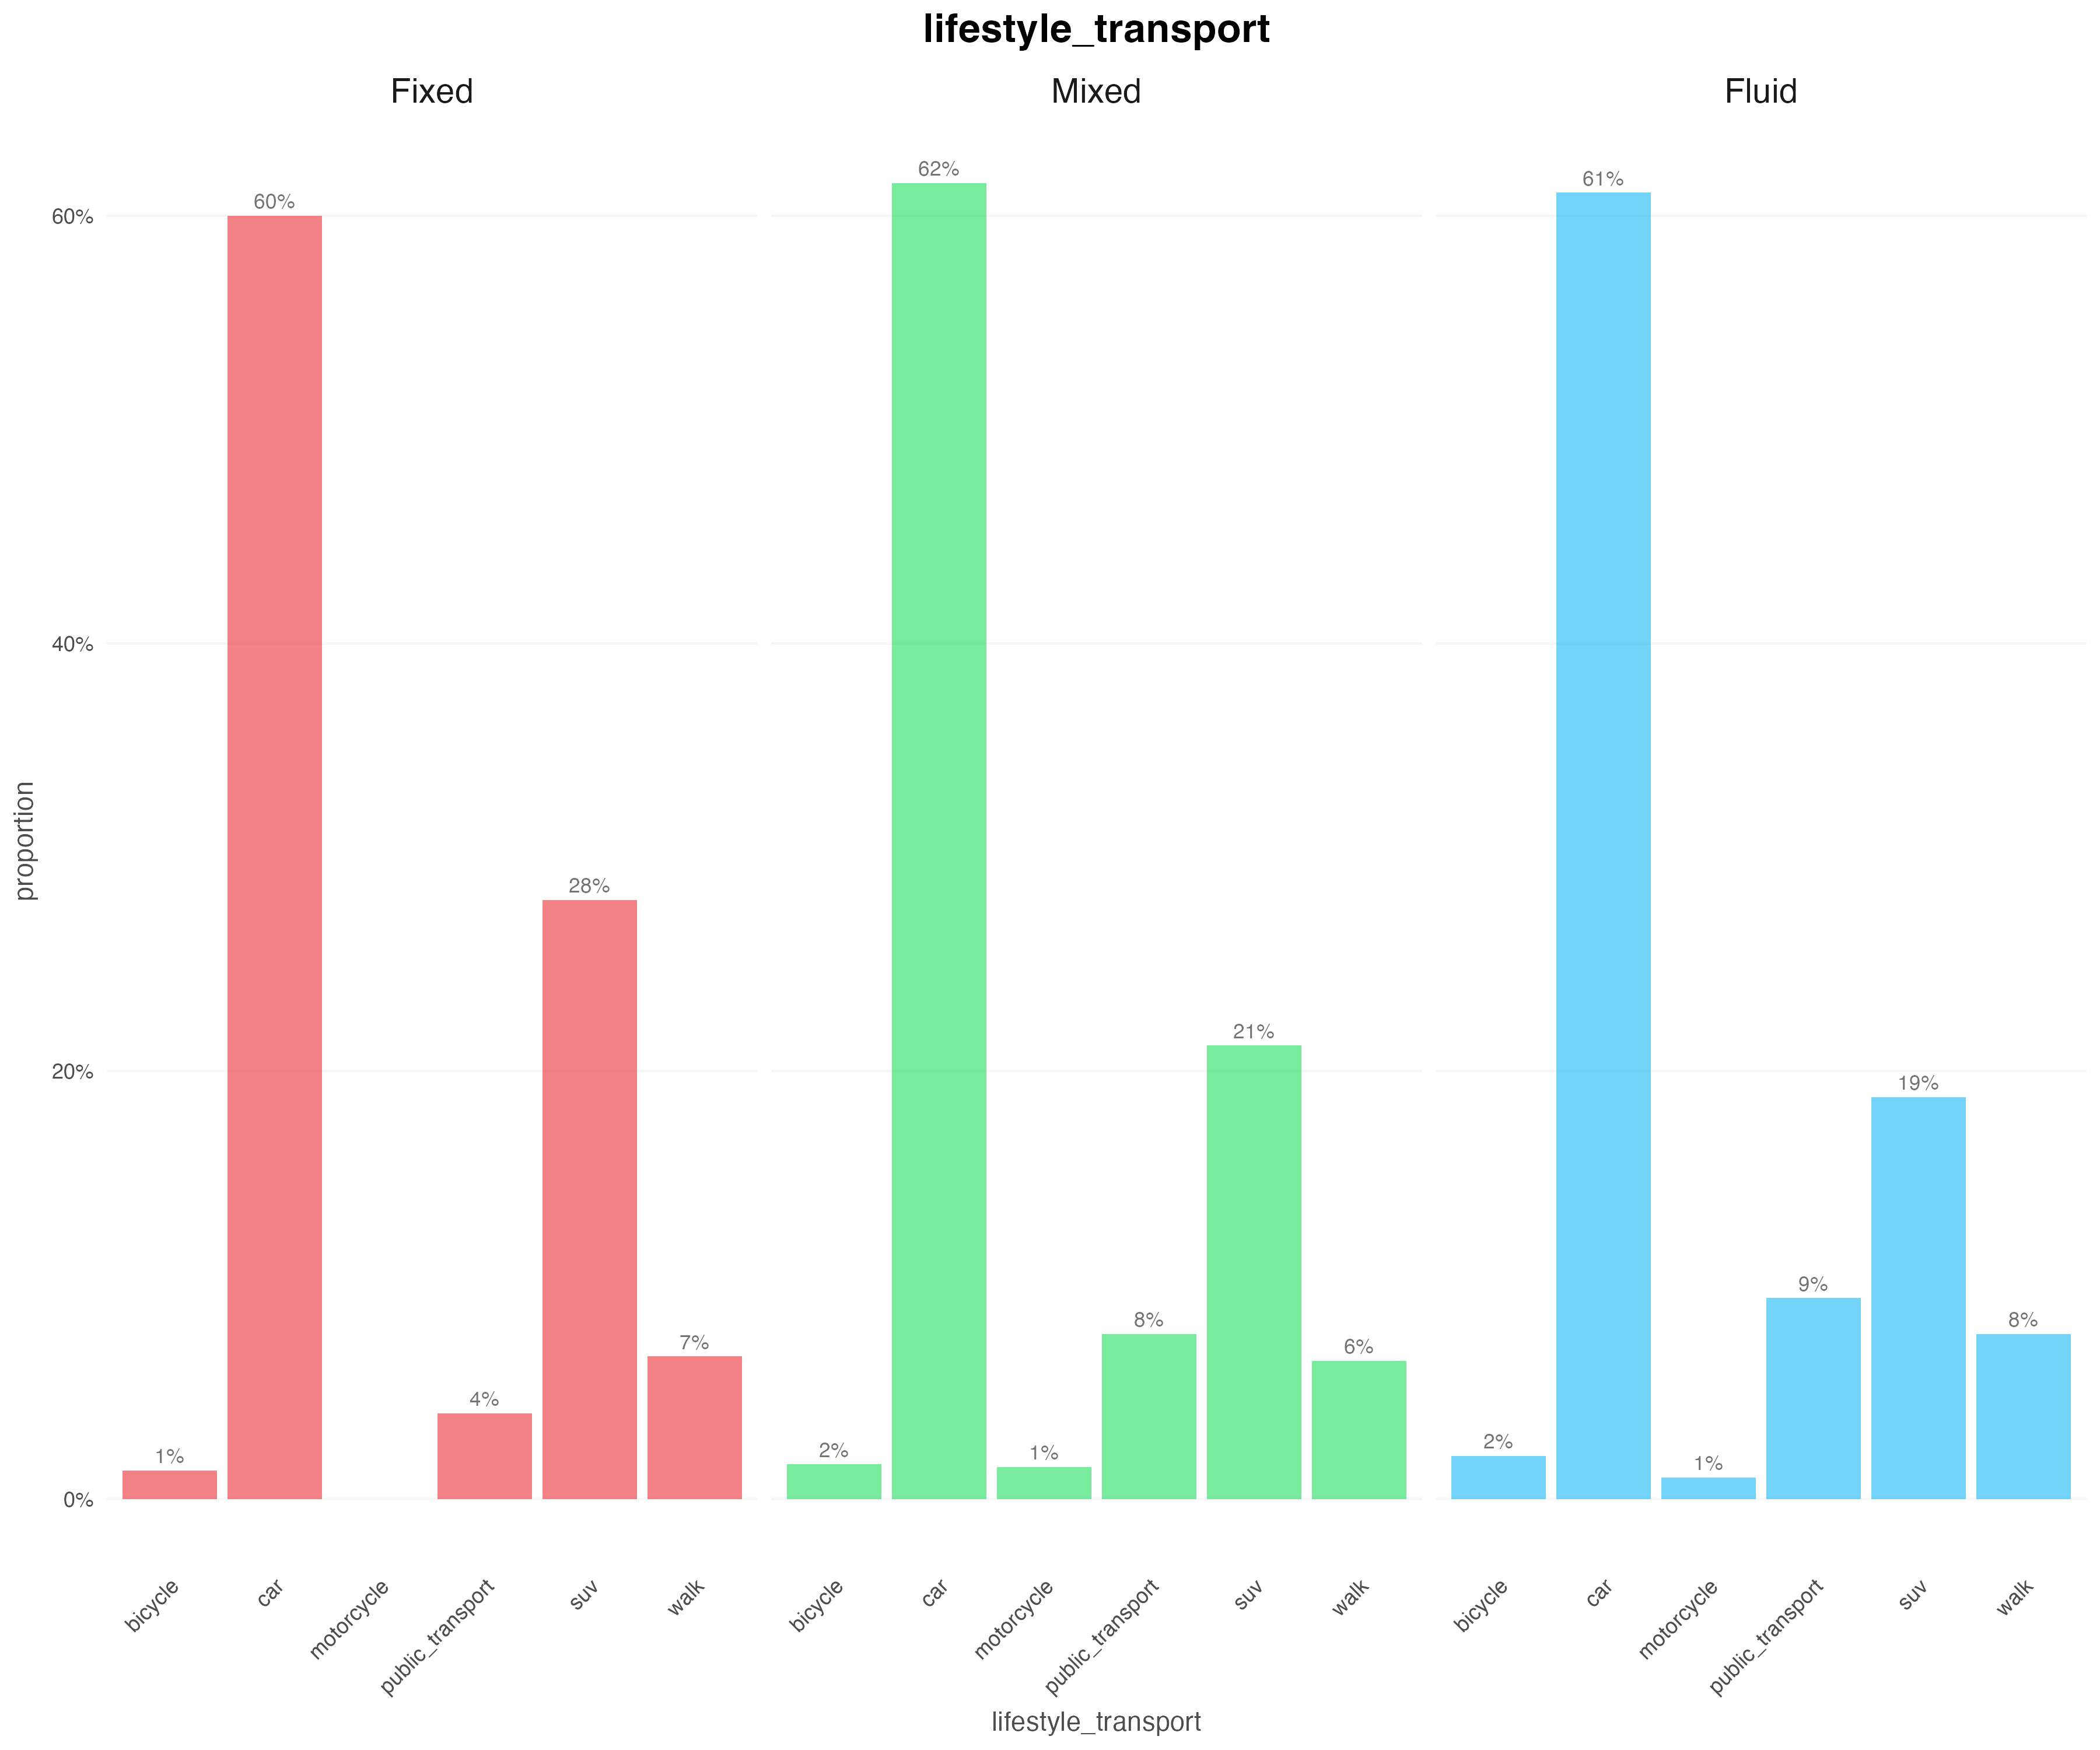 lifestyle_transport
Fixed
Mixed
Fluid
proportion
60%
40%
20%
0%
1%
60%
4%
28%
7%
2%
62%
1%
8%
21%
6%
2%
61%
1%
9%
19%
8%
bicycle
car
motorcycle
public_transport
suv
walk
bicycle
car
motorcycle
public_transport
suv
walk
bicycle
car
motorcycle
public_transport
suv
walk
lifestyle_transport